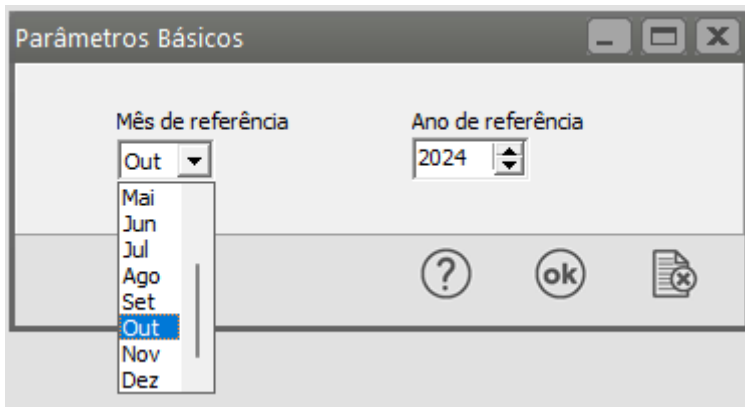 Parâmetros Básicos
Mês de referência
Ano de referência
Out
2024
Mai
Jun
Jul
Ago
Set
Out
Nov
Dez
?
ok